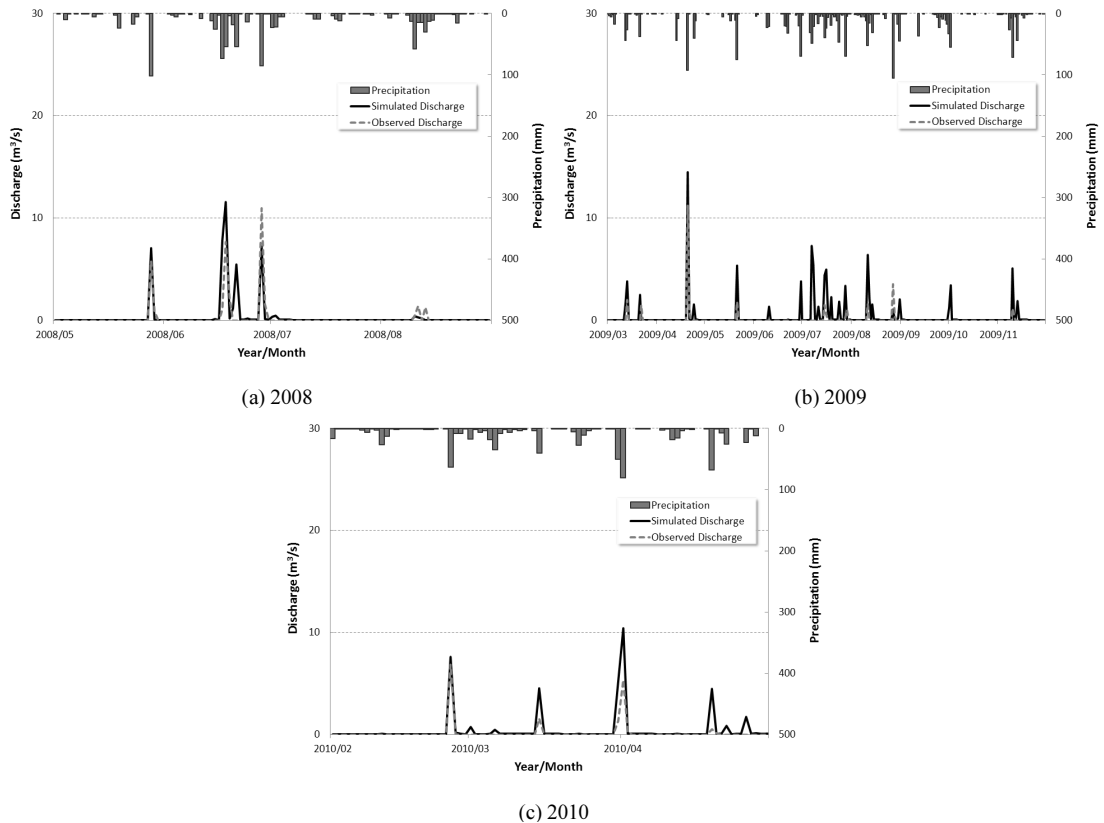 30
20
10
0
0
100
200
300
400
500
Discharge (m³/s)
Precipitation (mm)
Precipitation
Simulated Discharge
Observed Discharge
2008/05
2008/06
2008/07
2008/08
Year/Month
(a) 2008
30
20
10
0
0
100
200
300
400
500
Discharge (m³/s)
Precipitation (mm)
Precipitation
Simulated Discharge
Observed Discharge
2009/03
2009/04
2009/05
2009/06
2009/07
2009/08
2009/09
2009/10
2009/11
Year/Month
(b) 2009
30
20
10
0
0
100
200
300
400
500
Discharge (m³/s)
Precipitation (mm)
Precipitation
Simulated Discharge
Observed Discharge
2010/02
2010/03
2010/04
Year/Month
(c) 2010